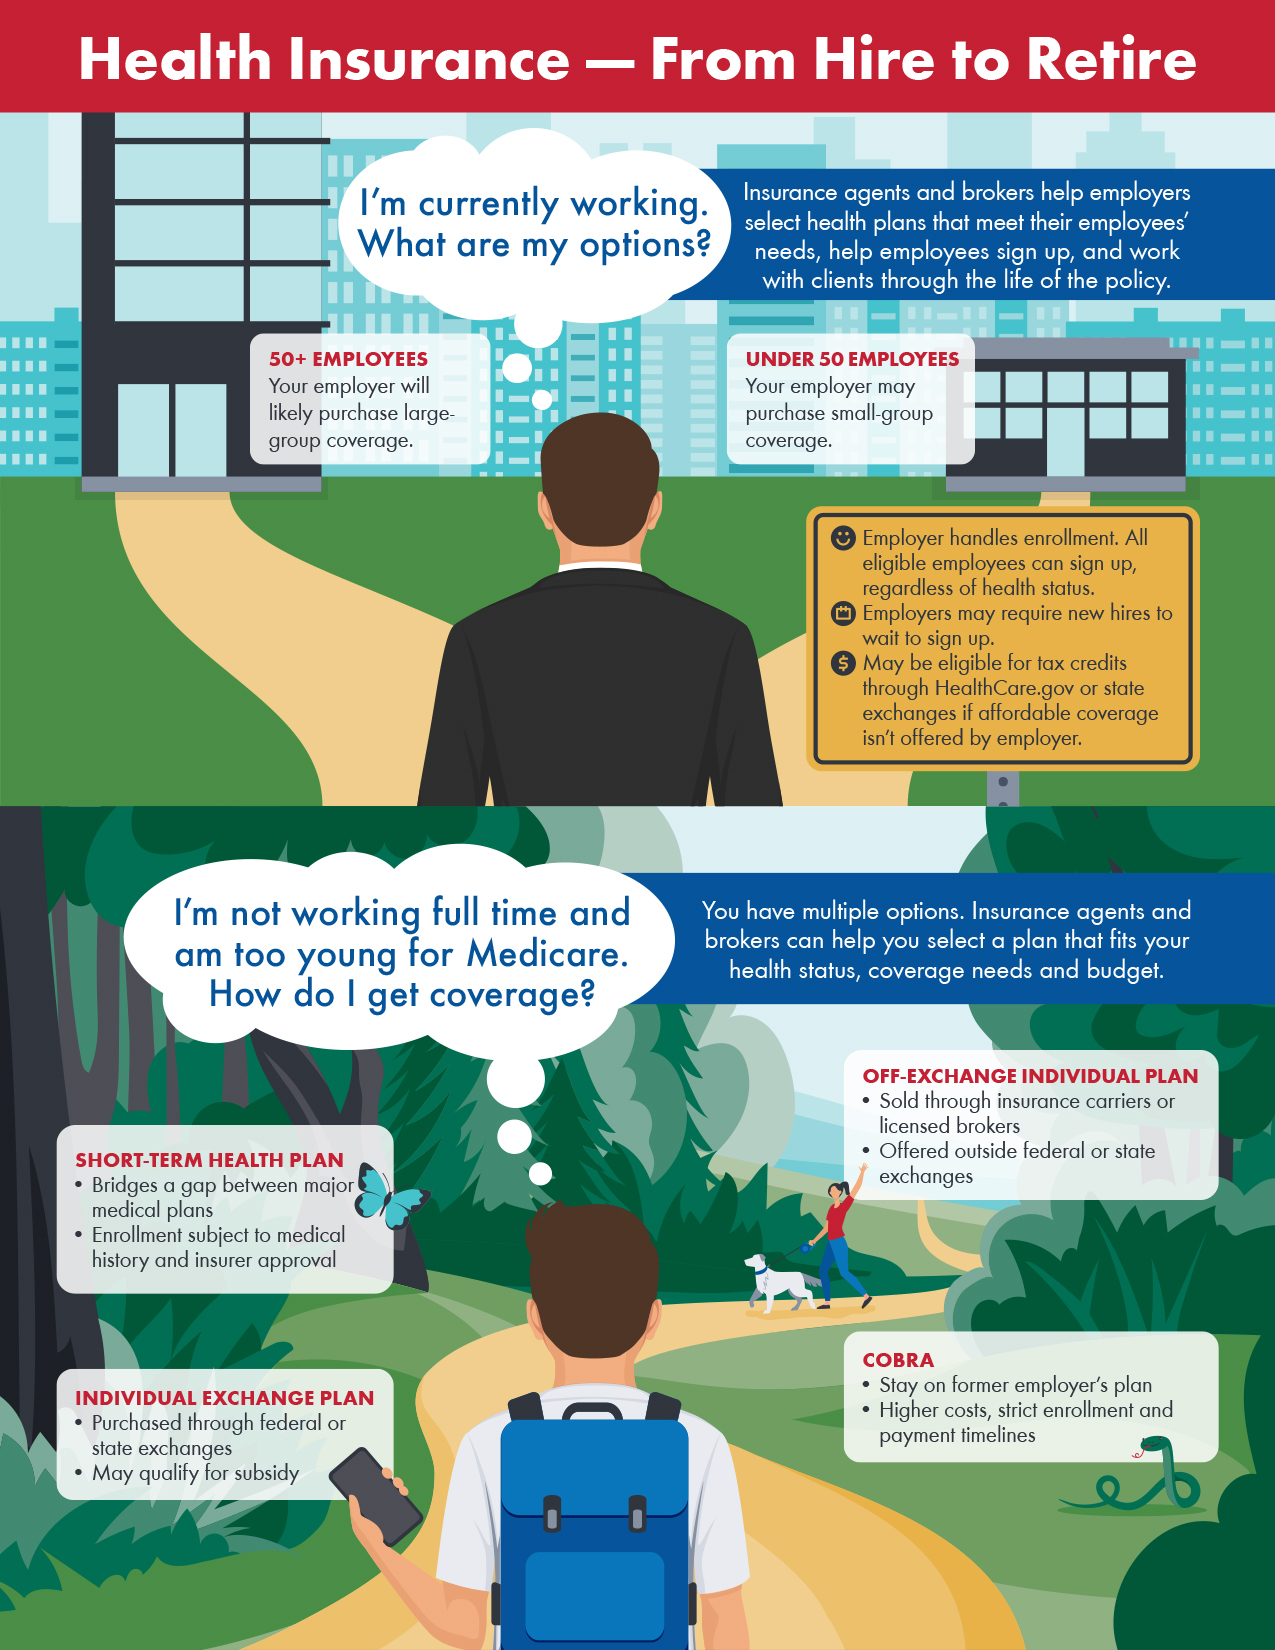 Health Insurance — From Hire to Retire
I'm currently working.
What are my options?
Insurance agents and brokers help employers
select health plans that meet their employees'
needs, help employees sign up, and work
with clients through the life of the policy.
50+ EMPLOYEES
Your employer will
likely purchase large-
group coverage.
UNDER 50 EMPLOYEES
Your employer may
purchase small-group
coverage.
Employer handles enrollment. All
eligible employees can sign up,
regardless of health status.
Employers may require new hires to
wait to sign up.
$ May be eligible for tax credits
through HealthCare.gov or state
exchanges if affordable coverage
isn't offered by employer.
I'm not working full time and
am too young for Medicare.
How do I get coverage?
You have multiple options. Insurance agents and
brokers can help you select a plan that fits your
health status, coverage needs and budget.
OFF-EXCHANGE INDIVIDUAL PLAN
• Sold through insurance carriers or
licensed brokers
• Offered outside federal or state
exchanges
SHORT-TERM HEALTH PLAN
• Bridges a gap between major
medical plans
• Enrollment subject to medical
history and insurer approval
COBRA
• Stay on former employer's plan
• Higher costs, strict enrollment and
payment timelines
INDIVIDUAL EXCHANGE PLAN
• Purchased through federal or
state exchanges
• May qualify for subsidy